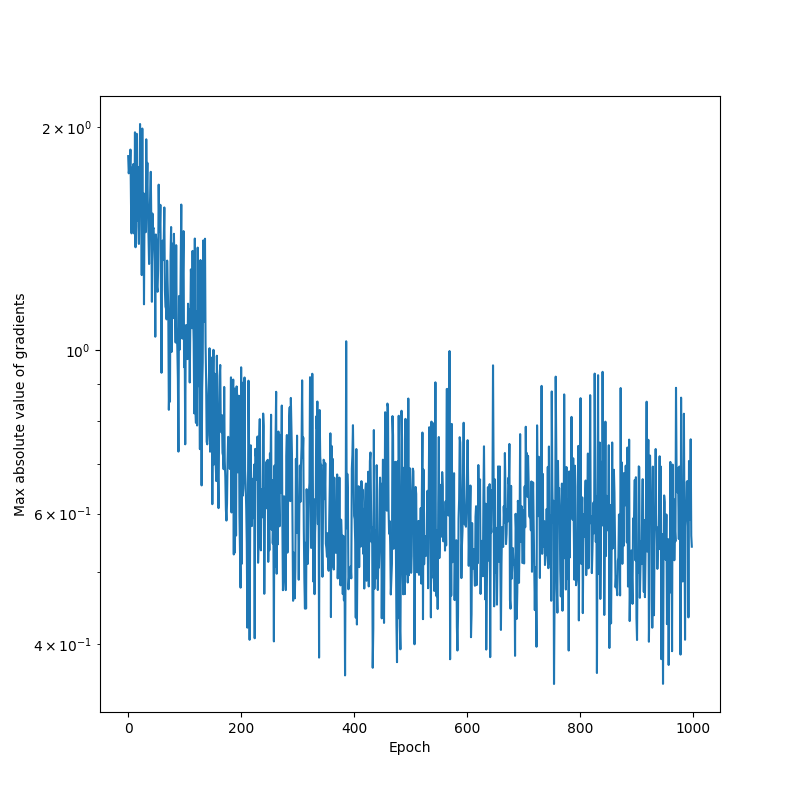 2 × 10⁰
10⁰
6 × 10⁻¹
4 × 10⁻¹
0 200 400 600 800 1000
Epoch
Max absolute value of gradients